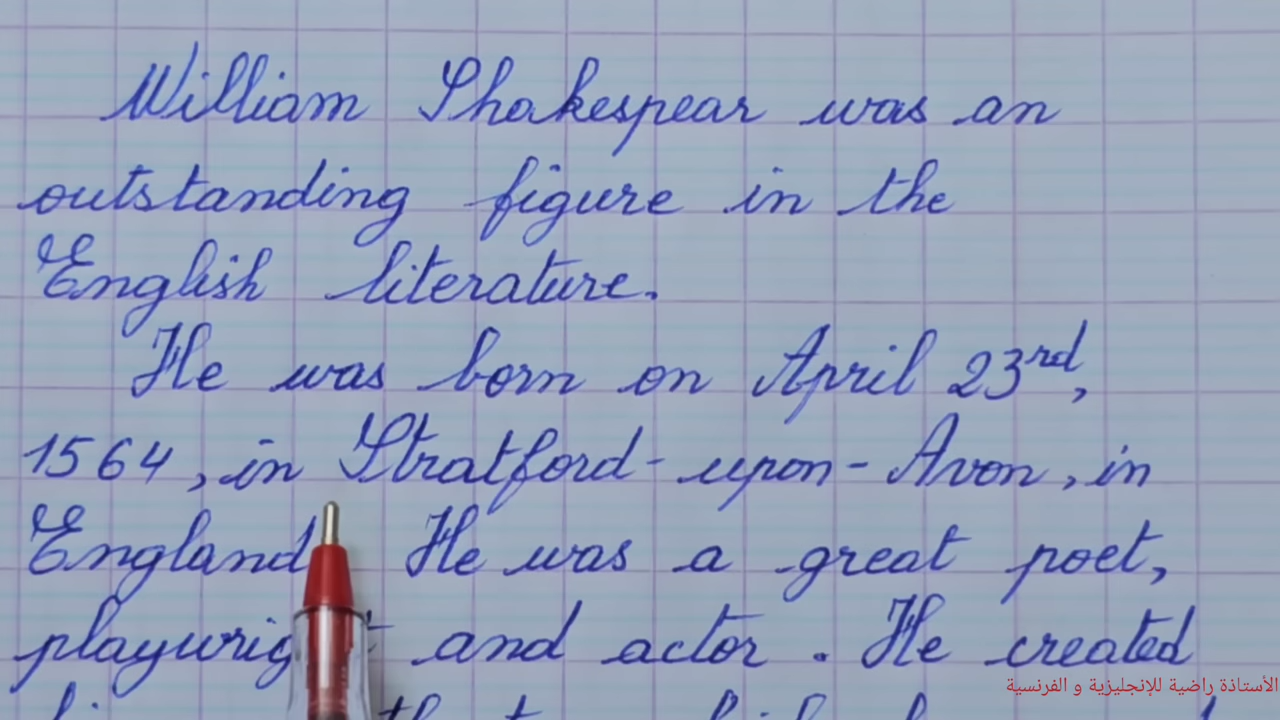 William Shakespear was an
outstanding figure in the
English literature.
He was born on April 23rd,
1564, in Stratford-upon-Avon, in
England He was a great poet,
and actor. He created
الأستاذة راضية للإنجليزية و الفرنسية